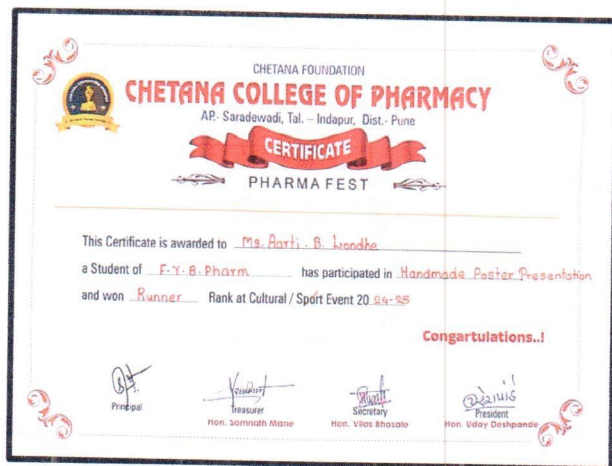 CHETANA FOUNDATION
CHETANA COLLEGE OF PHARMACY
AP.- Saradewadi, Tal. – Indapur, Dist.- Pune
CERTIFICATE
PHARMA FEST
This Certificate is awarded to Ms. Aarti . B. Londhe
a Student of F.Y.B.Pharm has participated in Handmade Poster Presentation
and won Runner Rank at Cultural / Sport Event 2024-25
Congartulations..!
Principal Treasurer Secretary President
Hon. Somnath Mane Hon. Vilas Bhosale Hon. Uday Deshpande